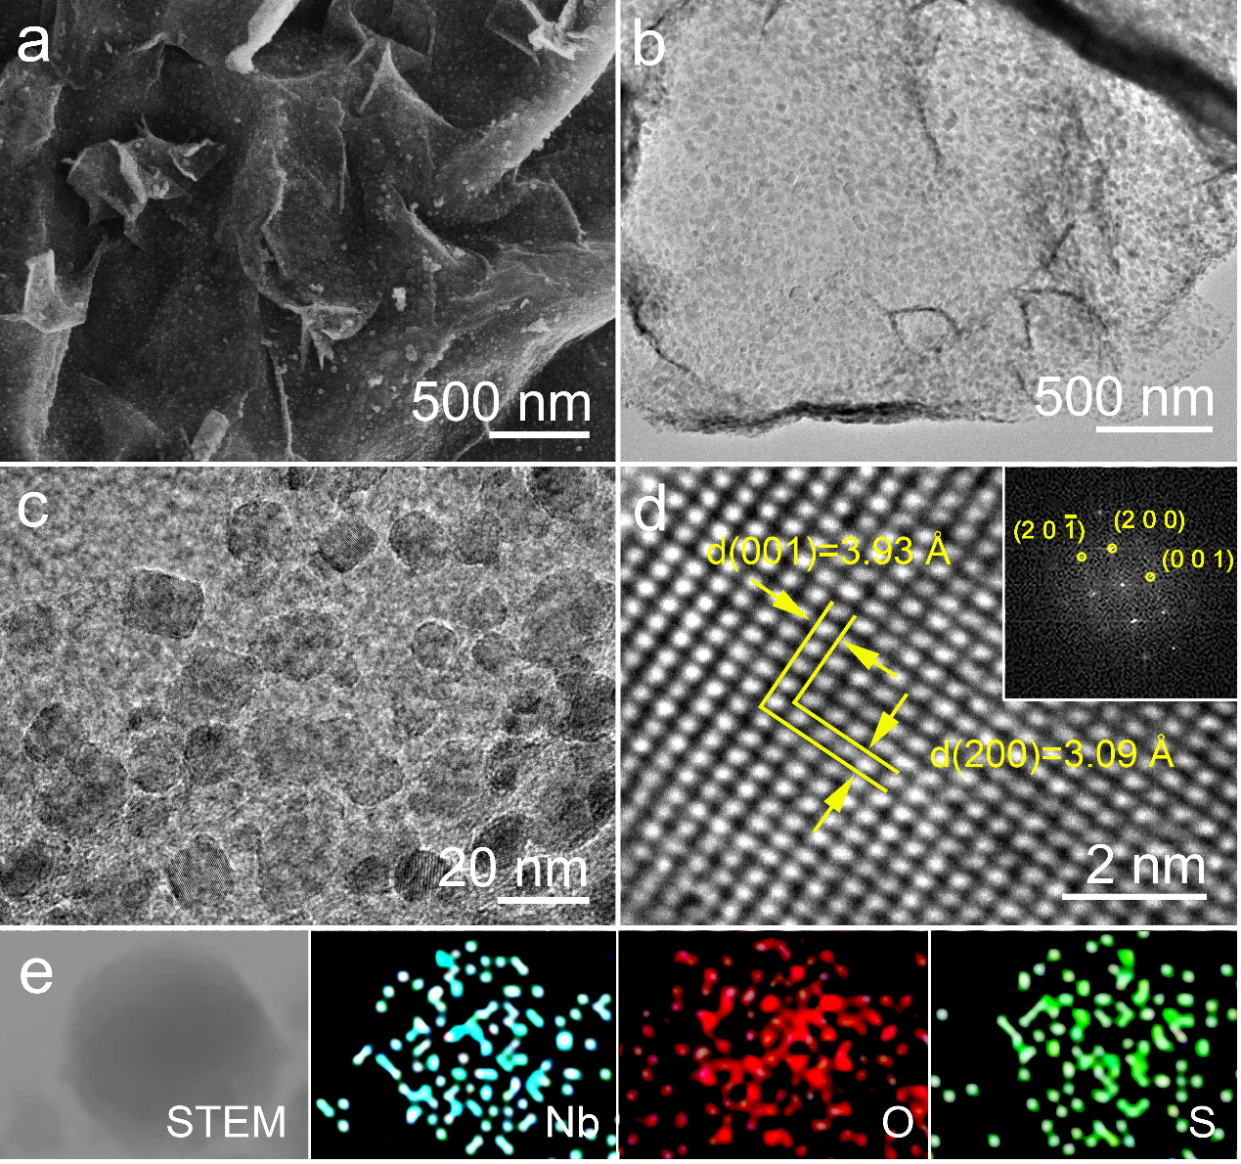 a
500 nm
b
500 nm
c
20 nm
d
d(001)=3.93 Å
d(200)=3.09 Å
2 nm
(2 0 1̅)
(2 0 0)
(0 0 1)
e
STEM
Nb
O
S